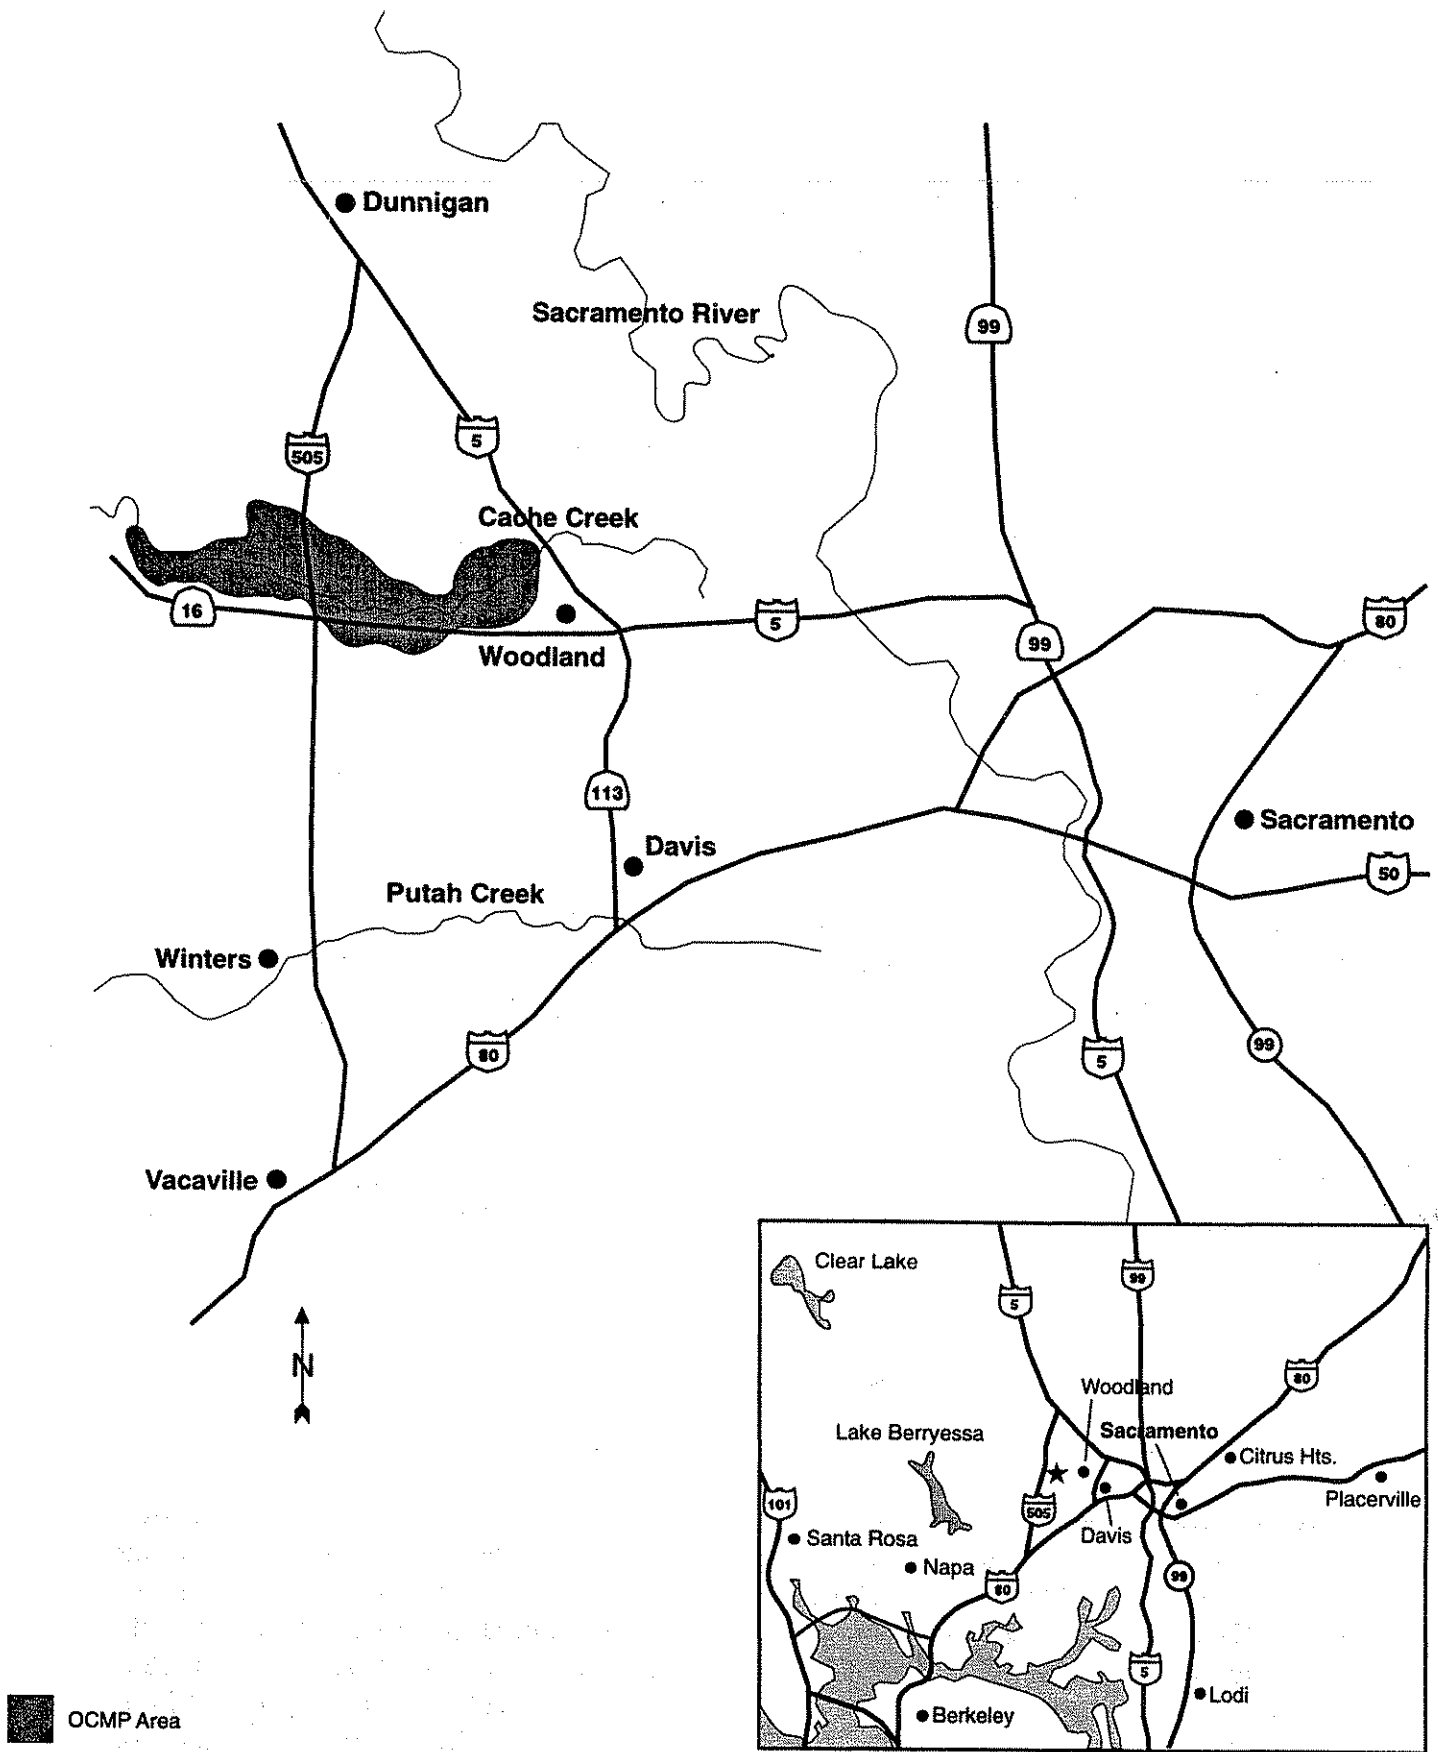 Dunnigan
Sacramento River
99
505
5
Cache Creek
16
5
80
99
Woodland
113
Sacramento
Davis
50
Putah Creek
Winters
99
80
5
Vacaville
N
Clear Lake
99
5
80
Woodland
Lake Berryessa
Sacramento
Citrus Hts.
Placerville
101
505
Santa Rosa
Davis
Napa
99
80
5
Lodi
Berkeley
OCMP Area